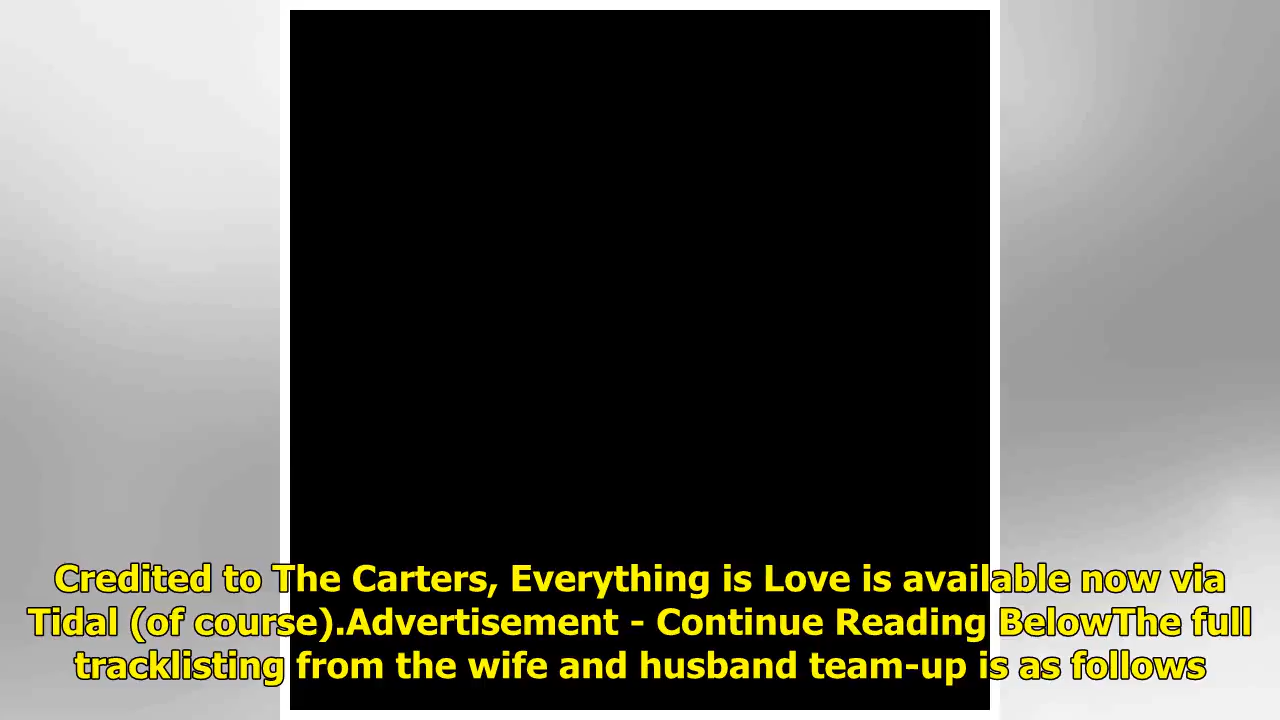 Credited to The Carters, Everything is Love is available now via
Tidal (of course).Advertisement - Continue Reading BelowThe full
tracklisting from the wife and husband team-up is as follows